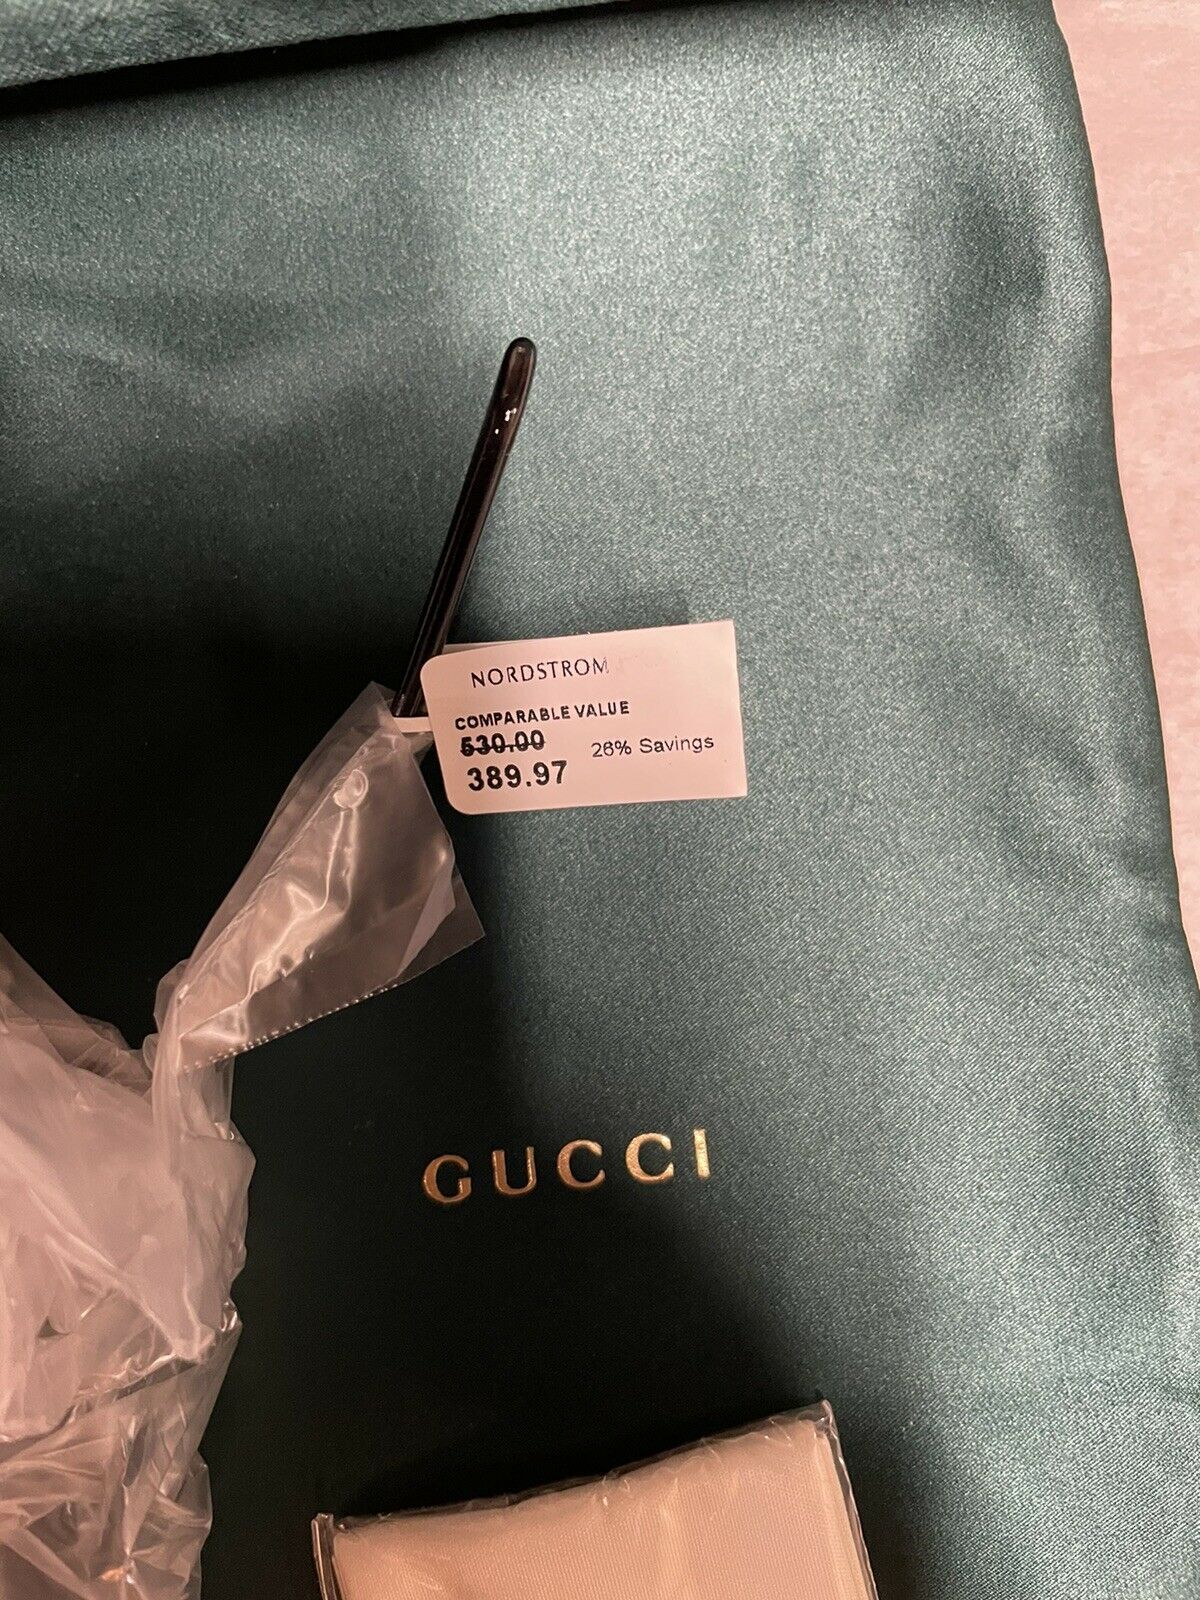 NORDSTROM
COMPARABLE VALUE
530.00
26% Savings
389.97
GUCCI